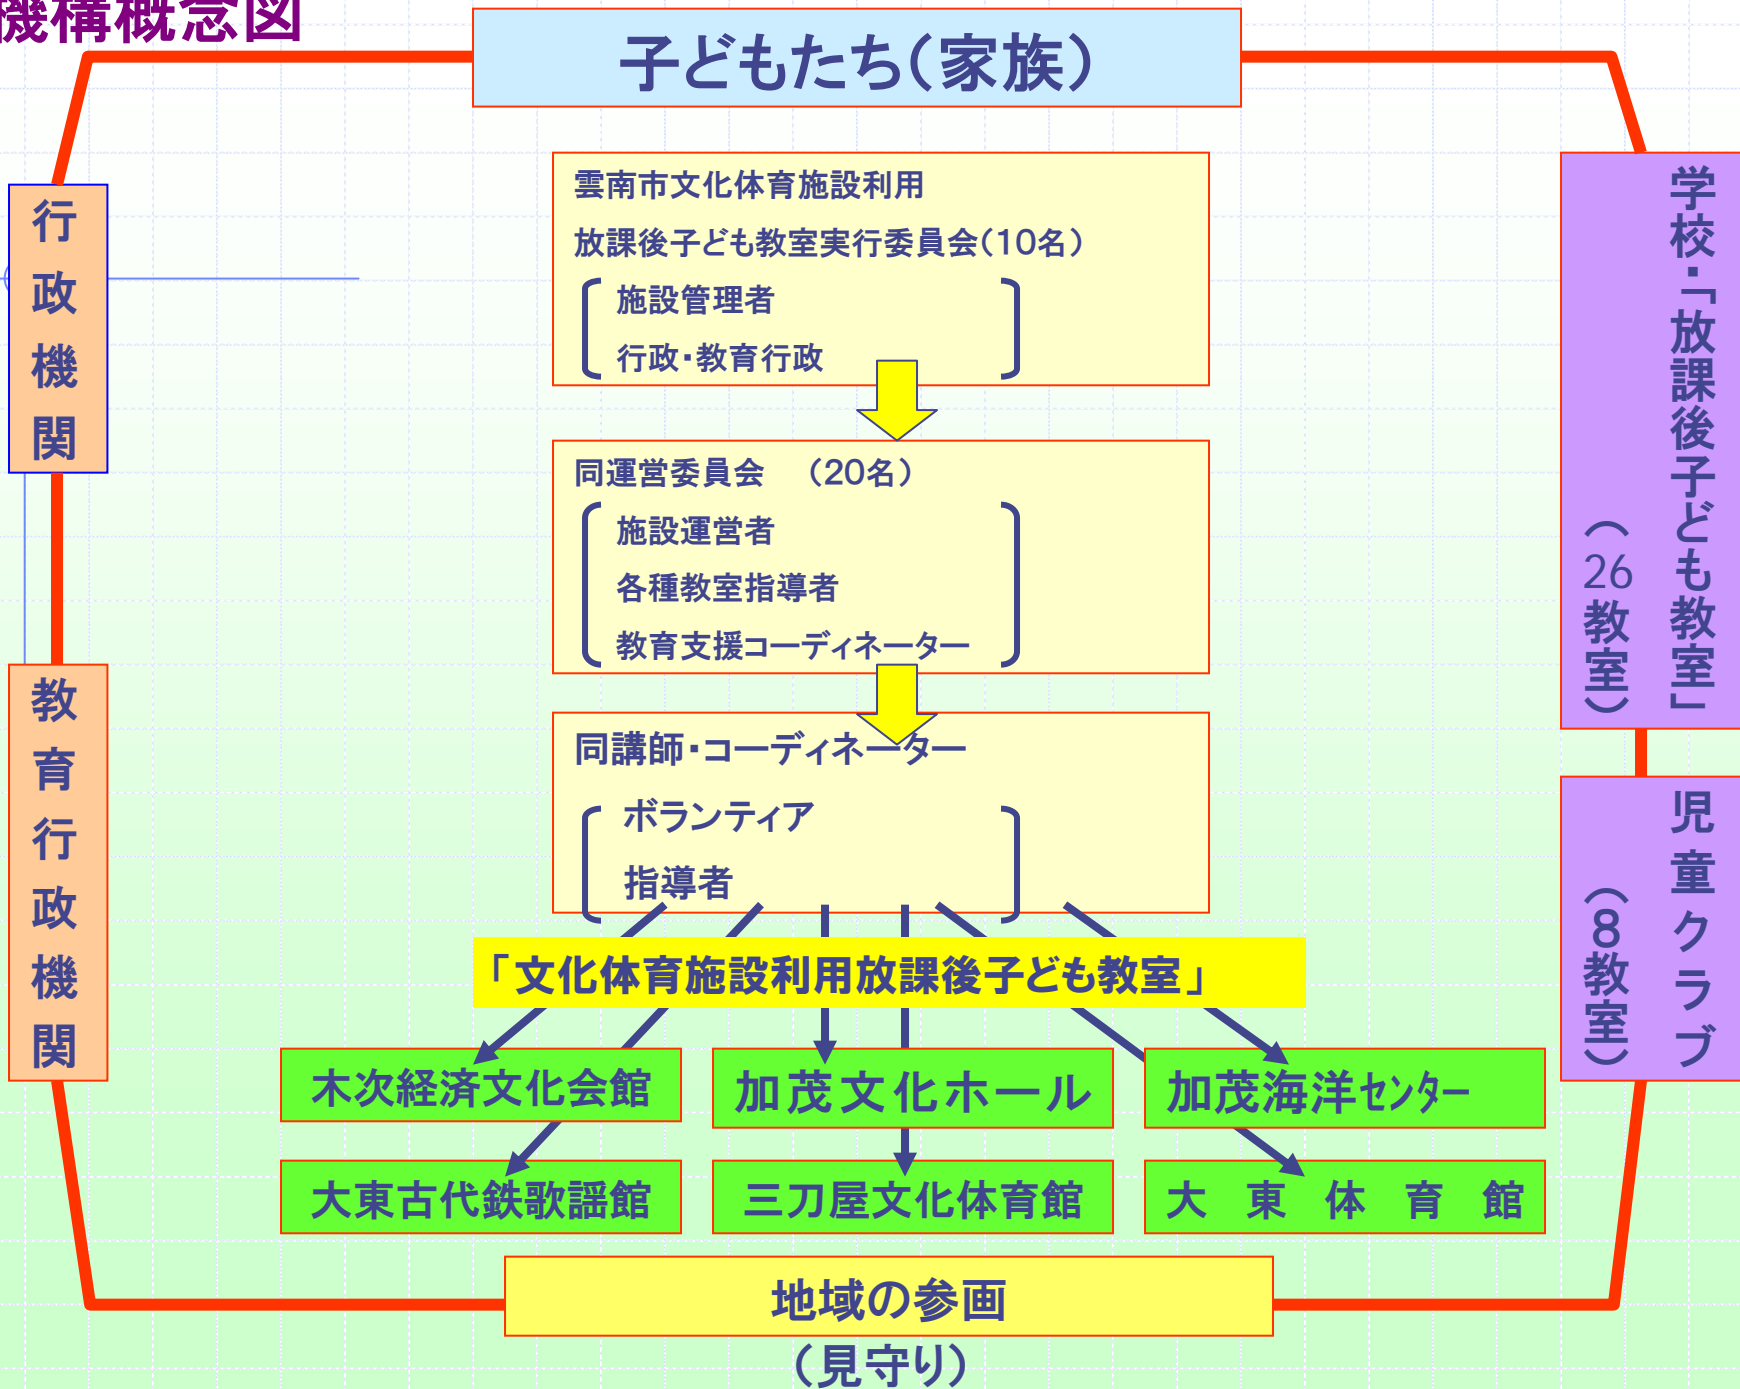 機構概念図
子どもたち（家族）
行政機関
教育行政機関
雲南市文化体育施設利用
放課後子ども教室実行委員会（10名）
施設管理者
行政・教育行政
同運営委員会　（20名）
施設運営者
各種教室指導者
教育支援コーディネーター
同講師・コーディネーター
ボランティア
指導者
学校・「放課後子ども教室」
（26教室）
児童クラブ
（8教室）
「文化体育施設利用放課後子ども教室」
木次経済文化会館
加茂文化ホール
加茂海洋ｾﾝﾀｰ
大東古代鉄歌謡館
三刀屋文化体育館
大　東　体　育　館
地域の参画
（見守り）